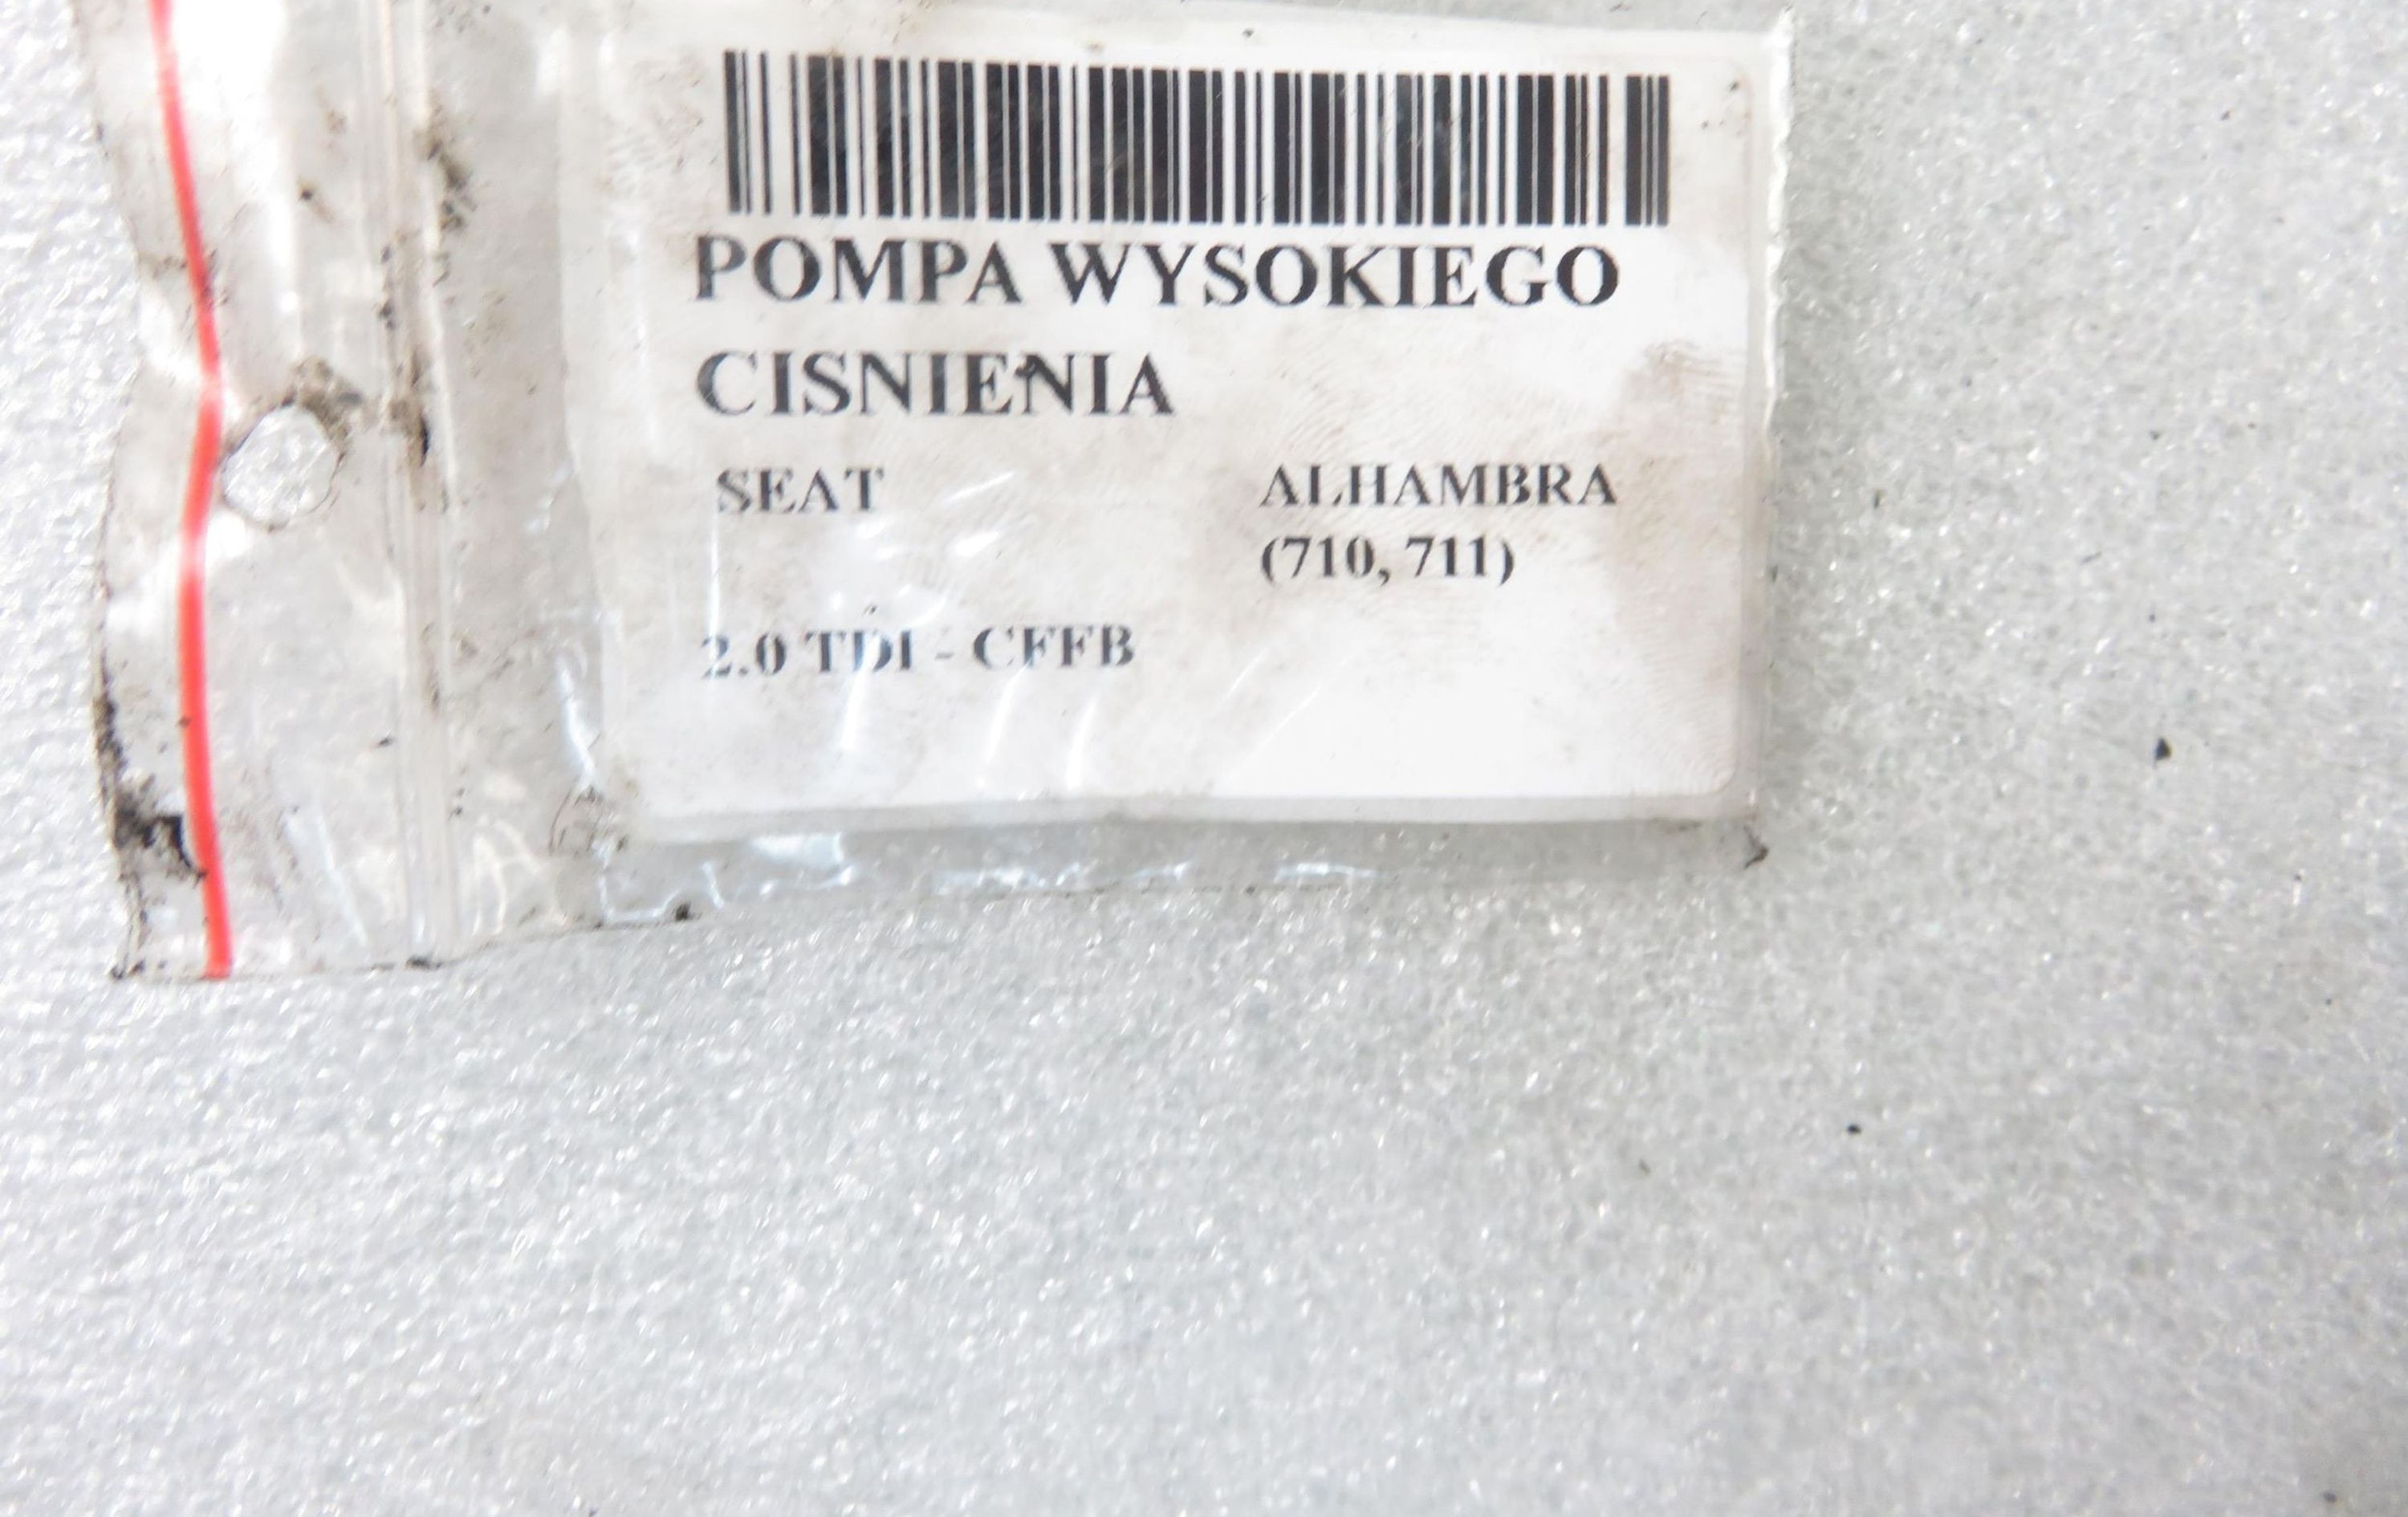 POMPA WYSOKIEGO
CISNIENIA
SEAT ALHAMBRA
(710, 711)
2.0 TDI - CFFB